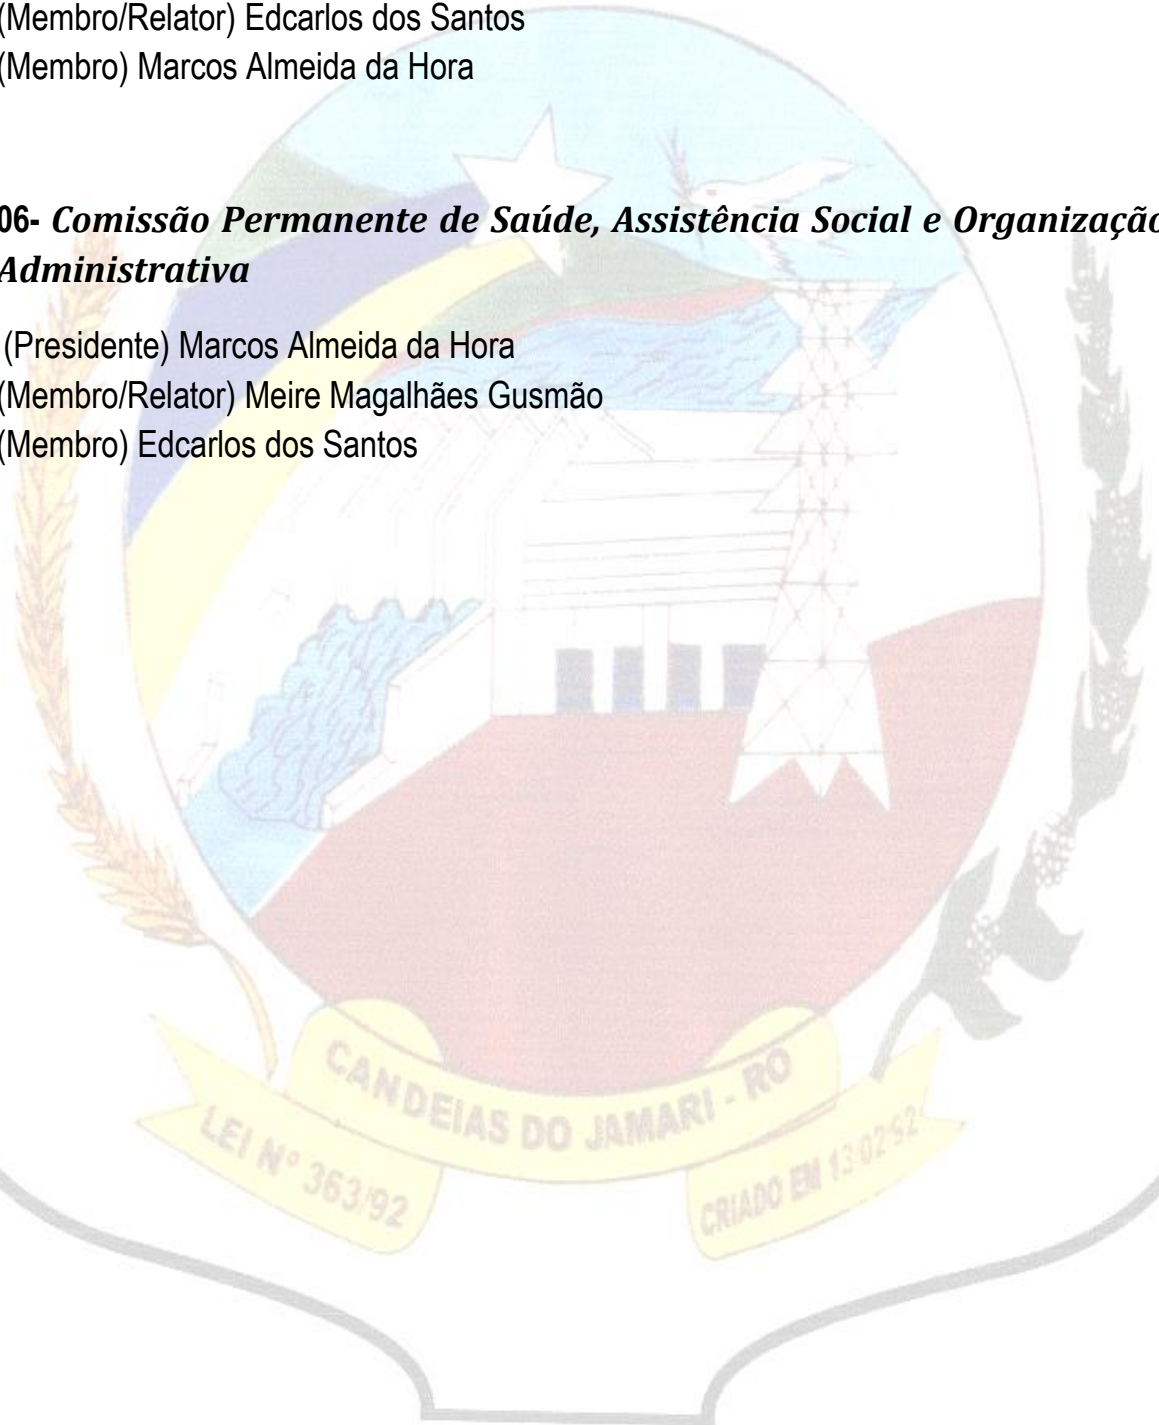 (Membro/Relator) Edcarlos dos Santos
(Membro) Marcos Almeida da Hora
06- Comissão Permanente de Saúde, Assistência Social e Organização
Administrativa
(Presidente) Marcos Almeida da Hora
(Membro/Relator) Meire Magalhães Gusmão
(Membro) Edcarlos dos Santos
CANDEIAS DO JAMARI - RO
LEI Nº 363/92
CRIADO EM 13/02/92